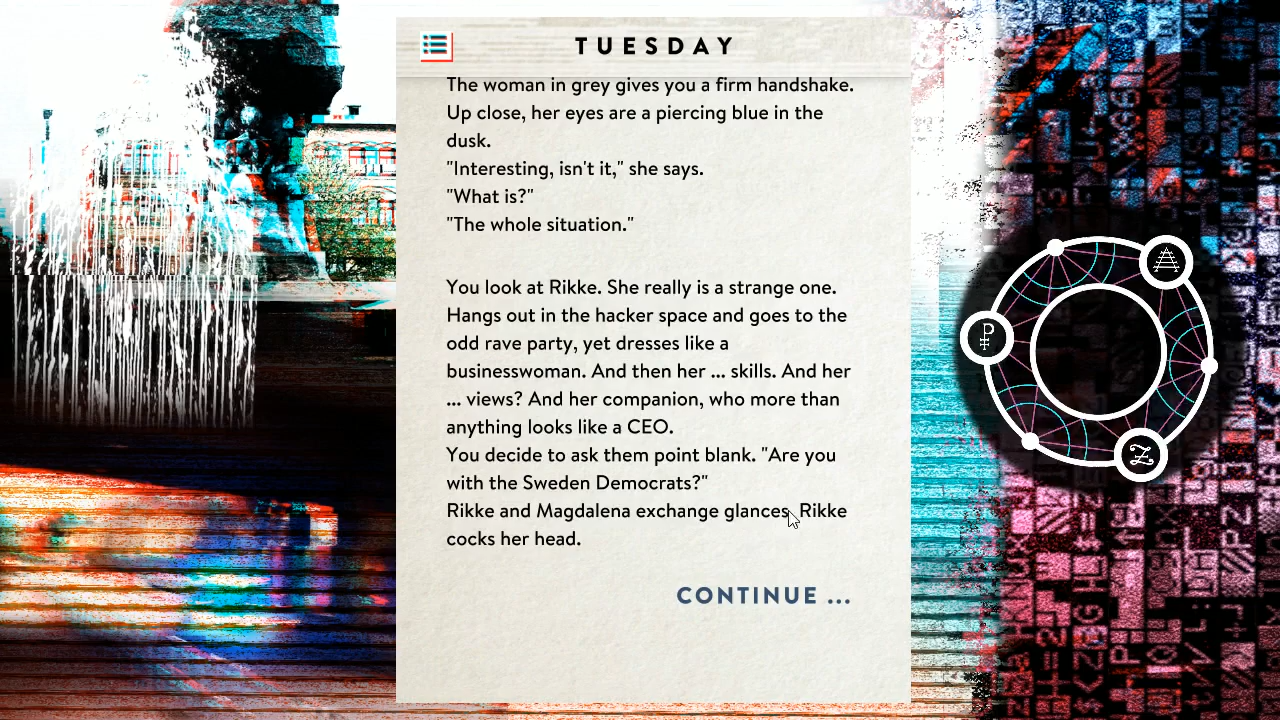 TUESDAY
The woman in grey gives you a firm handshake.
Up close, her eyes are a piercing blue in the
dusk.
"Interesting, isn't it," she says.
"What is?"
"The whole situation."
You look at Rikke. She really is a strange one.
Hangs out in the hacker space and goes to the
odd rave party, yet dresses like a
businesswoman. And then her ... skills. And her
... views? And her companion, who more than
anything looks like a CEO.
You decide to ask them point blank. "Are you
with the Sweden Democrats?"
Rikke and Magdalena exchange glances. Rikke
cocks her head.
CONTINUE ...